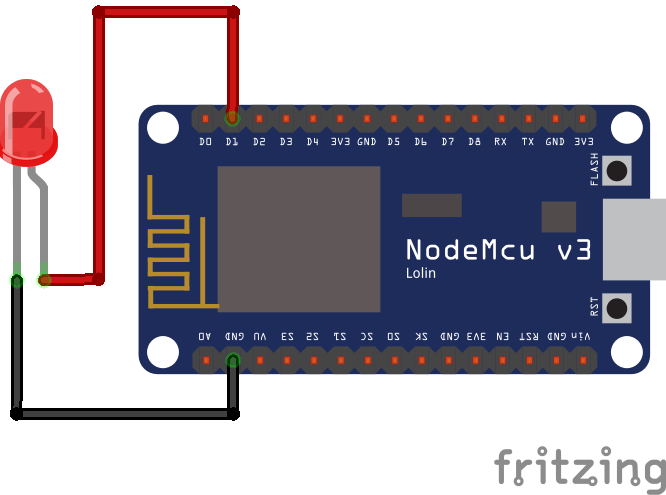 D0 D1 D2 D3 D4 3V3 GND D5 D6 D7 D8 RX TX GND 3V3
FLASH
NodeMcu v3
Lolin
RST
A0 GND VU S3 S2 S1 SC S0 SK GND 3V3 EN RST GND Vin
fritzing